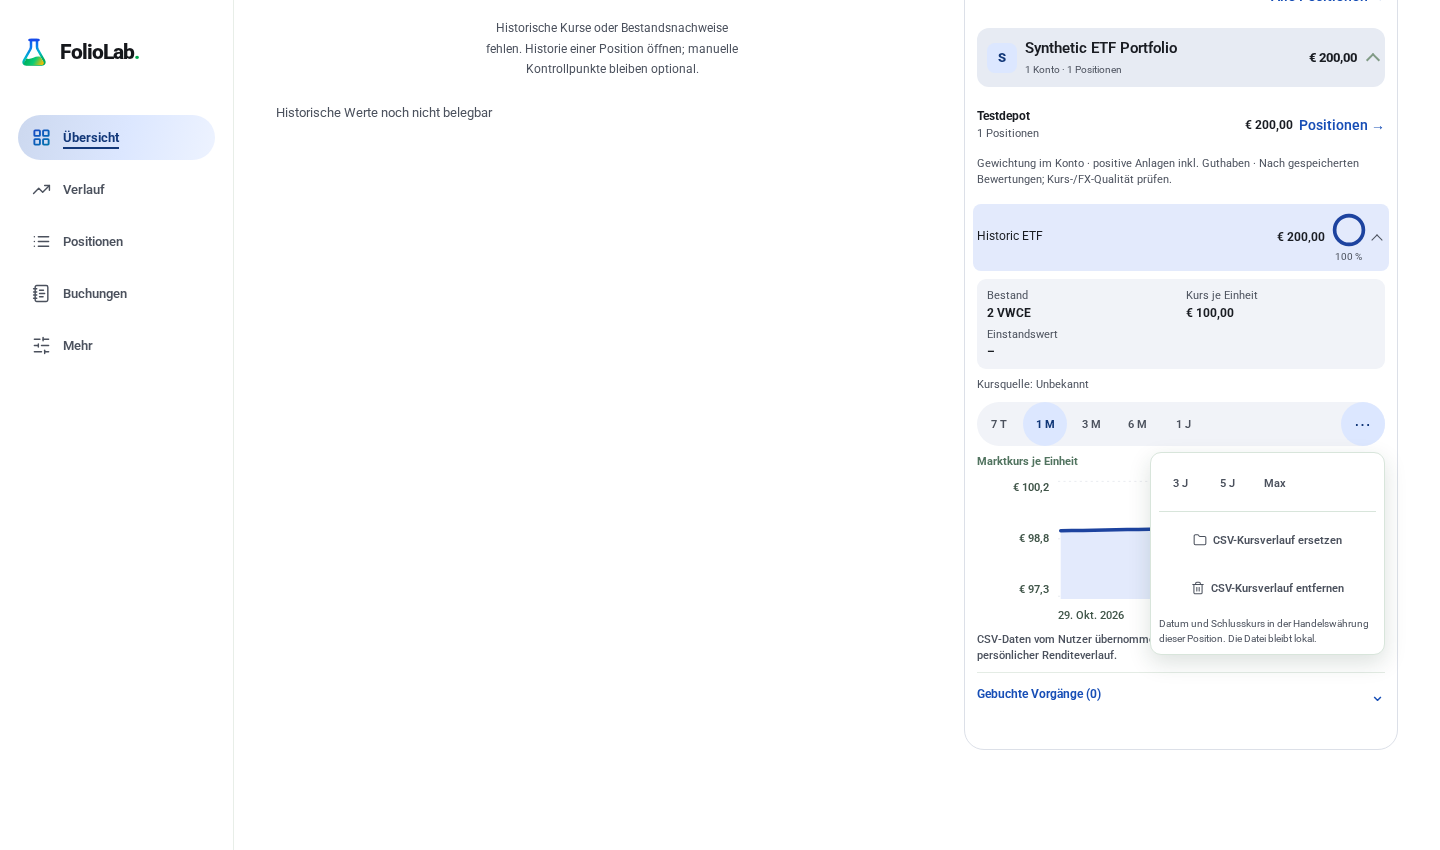 FolioLab.
Übersicht
Verlauf
Positionen
Buchungen
Mehr
Historische Kurse oder Bestandsnachweise
fehlen. Historie einer Position öffnen; manuelle
Kontrollpunkte bleiben optional.
Historische Werte noch nicht belegbar
S
Synthetic ETF Portfolio
1 Konto · 1 Positionen
€ 200,00
Testdepot
1 Positionen
€ 200,00 Positionen →
Gewichtung im Konto · positive Anlagen inkl. Guthaben · Nach gespeicherten
Bewertungen; Kurs-/FX-Qualität prüfen.
Historic ETF
€ 200,00
100 %
Bestand
2 VWCE
Kurs je Einheit
€ 100,00
Einstandswert
–
Kursquelle: Unbekannt
7 T 1 M 3 M 6 M 1 J ...
Marktkurs je Einheit
€ 100,2
€ 98,8
€ 97,3
29. Okt. 2026
3 J 5 J Max
CSV-Kursverlauf ersetzen
CSV-Kursverlauf entfernen
Datum und Schlusskurs in der Handelswährung
dieser Position. Die Datei bleibt lokal.
CSV-Daten vom Nutzer
persönlicher Renditeverlauf.
Gebuchte Vorgänge (0)